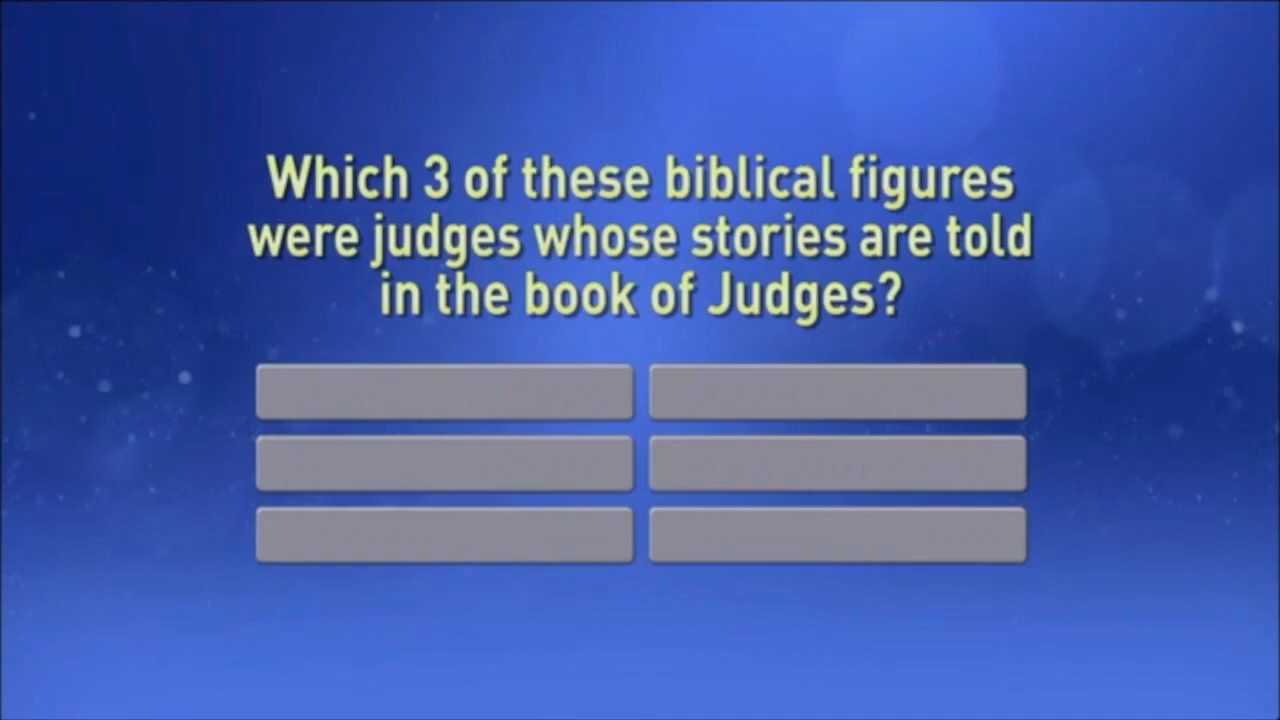 Which 3 of these biblical figures
were judges whose stories are told
in the book of Judges?